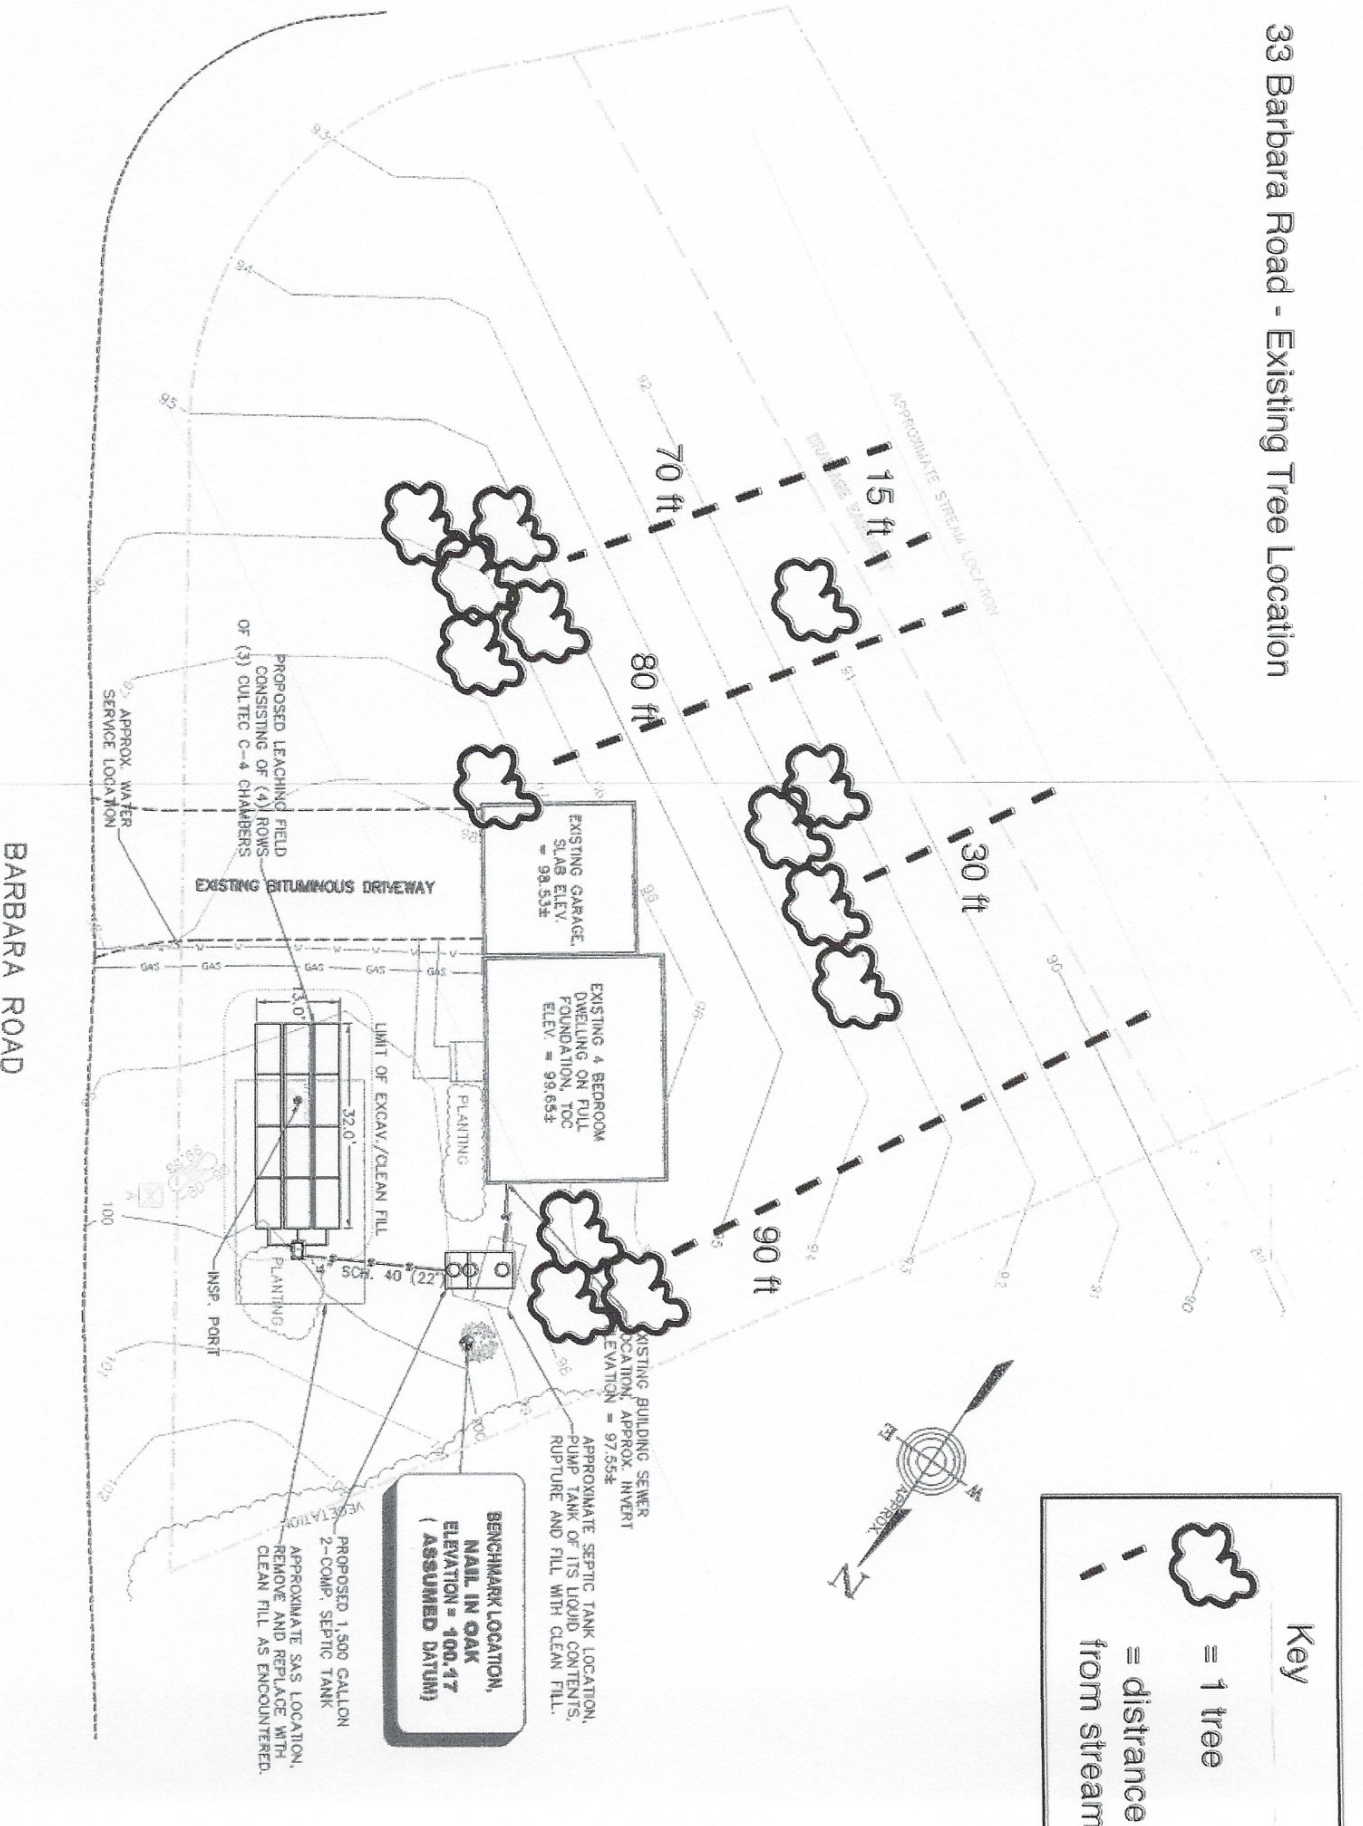 33 Barbara Road - Existing Tree Location
Key
= 1 tree
= distrance
from stream
APPROXIMATE STREAM LOCATION
15 ft
70 ft
80 ft
30 ft
90 ft
93
94
95
92
91
90
EXISTING GARAGE,
SLAB ELEV.
= 98.53±
EXISTING 4 BEDROOM
DWELLING ON FULL
FOUNDATION, TOC
ELEV. = 99.65±
PROPOSED LEACHING FIELD
CONSISTING OF (4) ROWS
OF (3) CULTEC C-4 CHAMBERS
APPROX. WATER
SERVICE LOCATION
EXISTING BITUMINOUS DRIVEWAY
W W W W W
GAS GAS GAS GAS GAS
LIMIT OF EXCAV./CLEAN FILL
13.0'
32.0'
PLANTING
PLANTING
SCH. 40 (22')
INSP. PORT
100
101
102
98
VEGETATION
XISTING BUILDING SEWER
OCATION, APPROX. INVERT
EVATION = 97.55±
APPROXIMATE SEPTIC TANK LOCATION,
PUMP TANK OF ITS LIQUID CONTENTS,
RUPTURE AND FILL WITH CLEAN FILL.
BENCHMARK LOCATION,
NAIL IN OAK
ELEVATION = 100.17
( ASSUMED DATUM)
PROPOSED 1,500 GALLON
2-COMP. SEPTIC TANK
APPROXIMATE SAS LOCATION,
REMOVE AND REPLACE WITH
CLEAN FILL AS ENCOUNTERED.
E
W
APPROX.
N
BARBARA ROAD